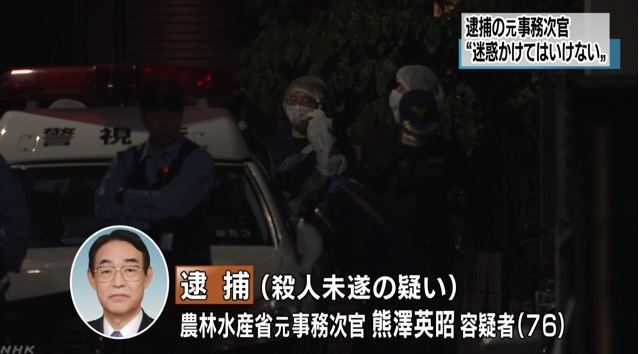 逮捕の元事務次官
“迷惑かけてはいけない„
警視庁
逮捕(殺人未遂の疑い)
農林水産省元事務次官 熊澤英昭 容疑者(76)
NHK